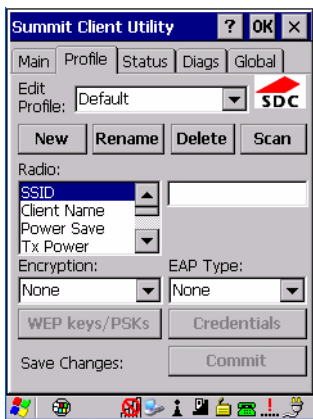 Summit Client Utility ? OK ×
Main Profile Status Diags Global
Edit
Profile: Default
SDC
New Rename Delete Scan
Radio:
SSID
Client Name
Power Save
Tx Power
Encryption: EAP Type:
None None
WEP keys/PSKs Credentials
Save Changes: Commit